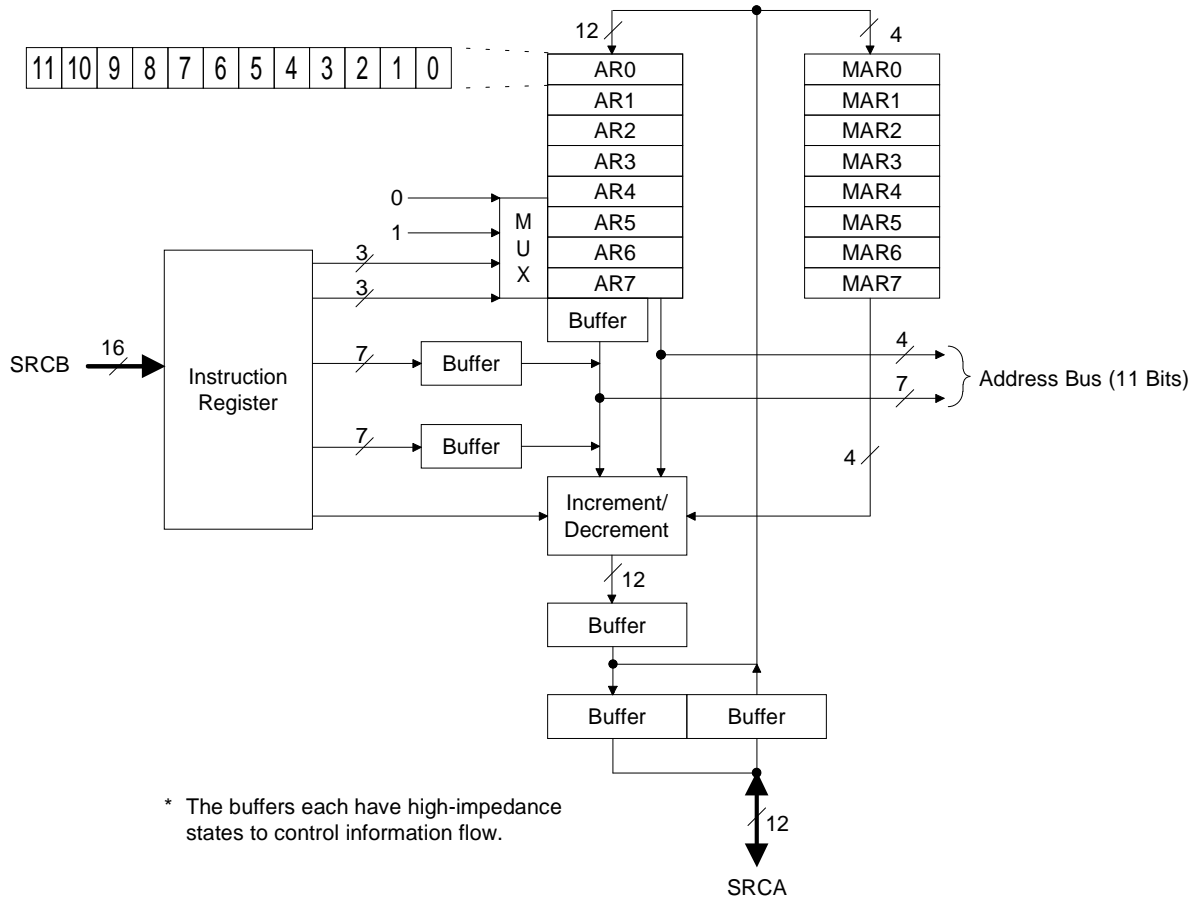 12
4
11 10 9 8 7 6 5 4 3 2 1 0
AR0
MAR0
AR1
MAR1
AR2
MAR2
AR3
MAR3
AR4
MAR4
0
AR5
MAR5
1
MUX
AR6
MAR6
3
AR7
MAR7
3
Buffer
SRCB
16
Instruction
Register
7
Buffer
4
7
Address Bus (11 Bits)
7
Buffer
4
Increment/
Decrement
12
Buffer
Buffer
Buffer
* The buffers each have high-impedance
states to control information flow.
12
SRCA